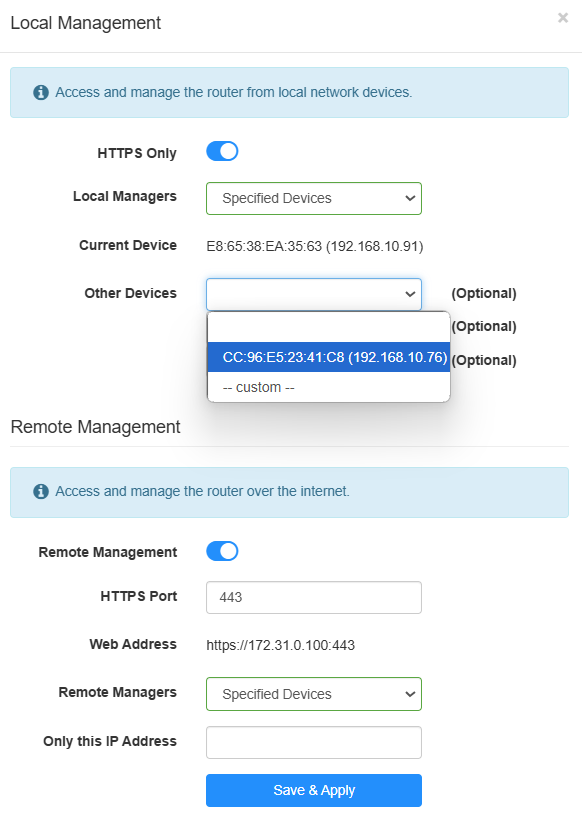 Local Management ×
Access and manage the router from local network devices.
HTTPS Only
Local Managers Specified Devices
Current Device E8:65:38:EA:35:63 (192.168.10.91)
Other Devices (Optional)
(Optional)
CC:96:E5:23:41:C8 (192.168.10.76) (Optional)
-- custom --
Remote Management
Access and manage the router over the internet.
Remote Management
HTTPS Port 443
Web Address https://172.31.0.100:443
Remote Managers Specified Devices
Only this IP Address
Save & Apply